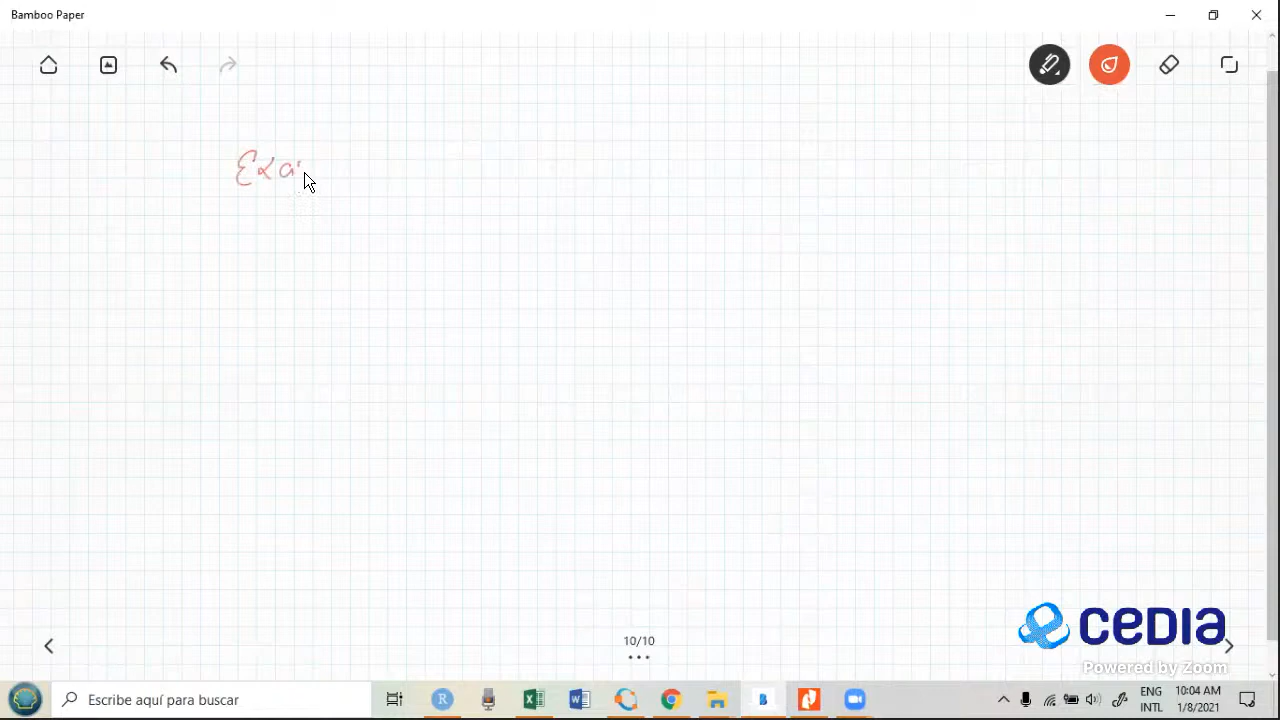 Bamboo Paper
Exa
10/10
cedia
Powered by Zoom
Escribe aquí para buscar
ENG
INTL
10:04 AM
1/8/2021